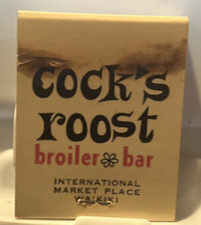 cock's
roost
broiler bar
INTERNATIONAL
MARKET PLACE
WAIKIKI